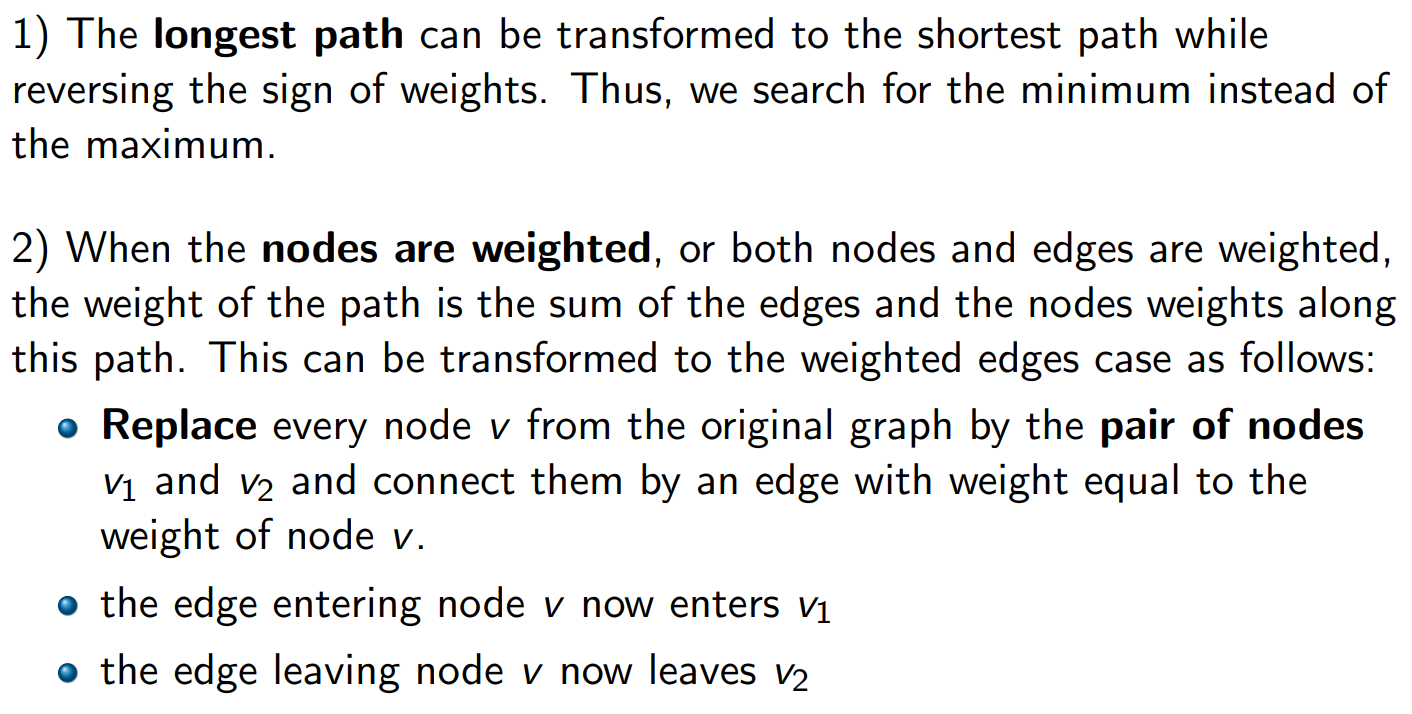 1) The longest path can be transformed to the shortest path while
reversing the sign of weights. Thus, we search for the minimum instead of
the maximum.
2) When the nodes are weighted, or both nodes and edges are weighted,
the weight of the path is the sum of the edges and the nodes weights along
this path. This can be transformed to the weighted edges case as follows:
Replace every node v from the original graph by the pair of nodes
v₁ and v₂ and connect them by an edge with weight equal to the
weight of node v.
the edge entering node v now enters v₁
the edge leaving node v now leaves v₂